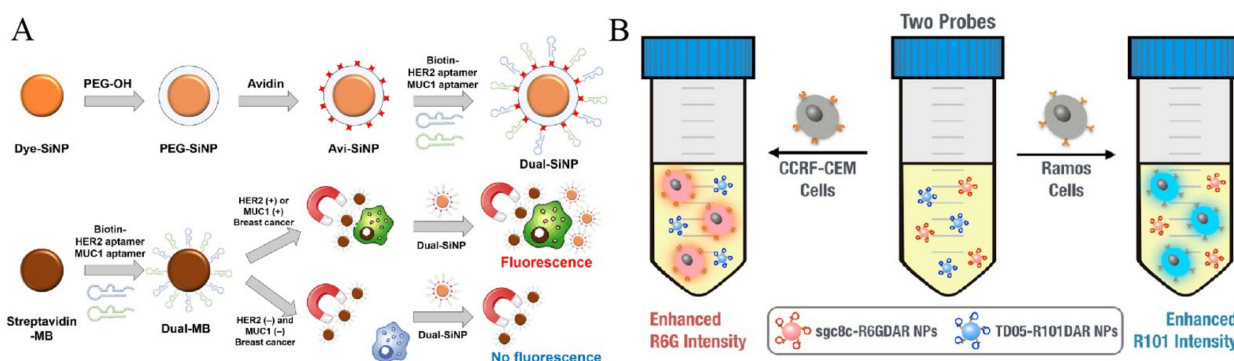 A
PEG-OH
Avidin
Biotin-
HER2 aptamer
MUC1 aptamer
Dye-SiNP
PEG-SiNP
Avi-SiNP
Dual-SiNP
Biotin-
HER2 aptamer
MUC1 aptamer
HER2 (+) or
MUC1 (+)
Breast cancer
Dual-SiNP
Fluorescence
Streptavidin
-MB
Dual-MB
HER2 (–) and
MUC1 (–)
Breast cancer
Dual-SiNP
No fluorescence
B
Two Probes
CCRF-CEM
Cells
Ramos
Cells
Enhanced
R6G Intensity
sgc8c-R6GDAR NPs
TD05-R101DAR NPs
Enhanced
R101 Intensity